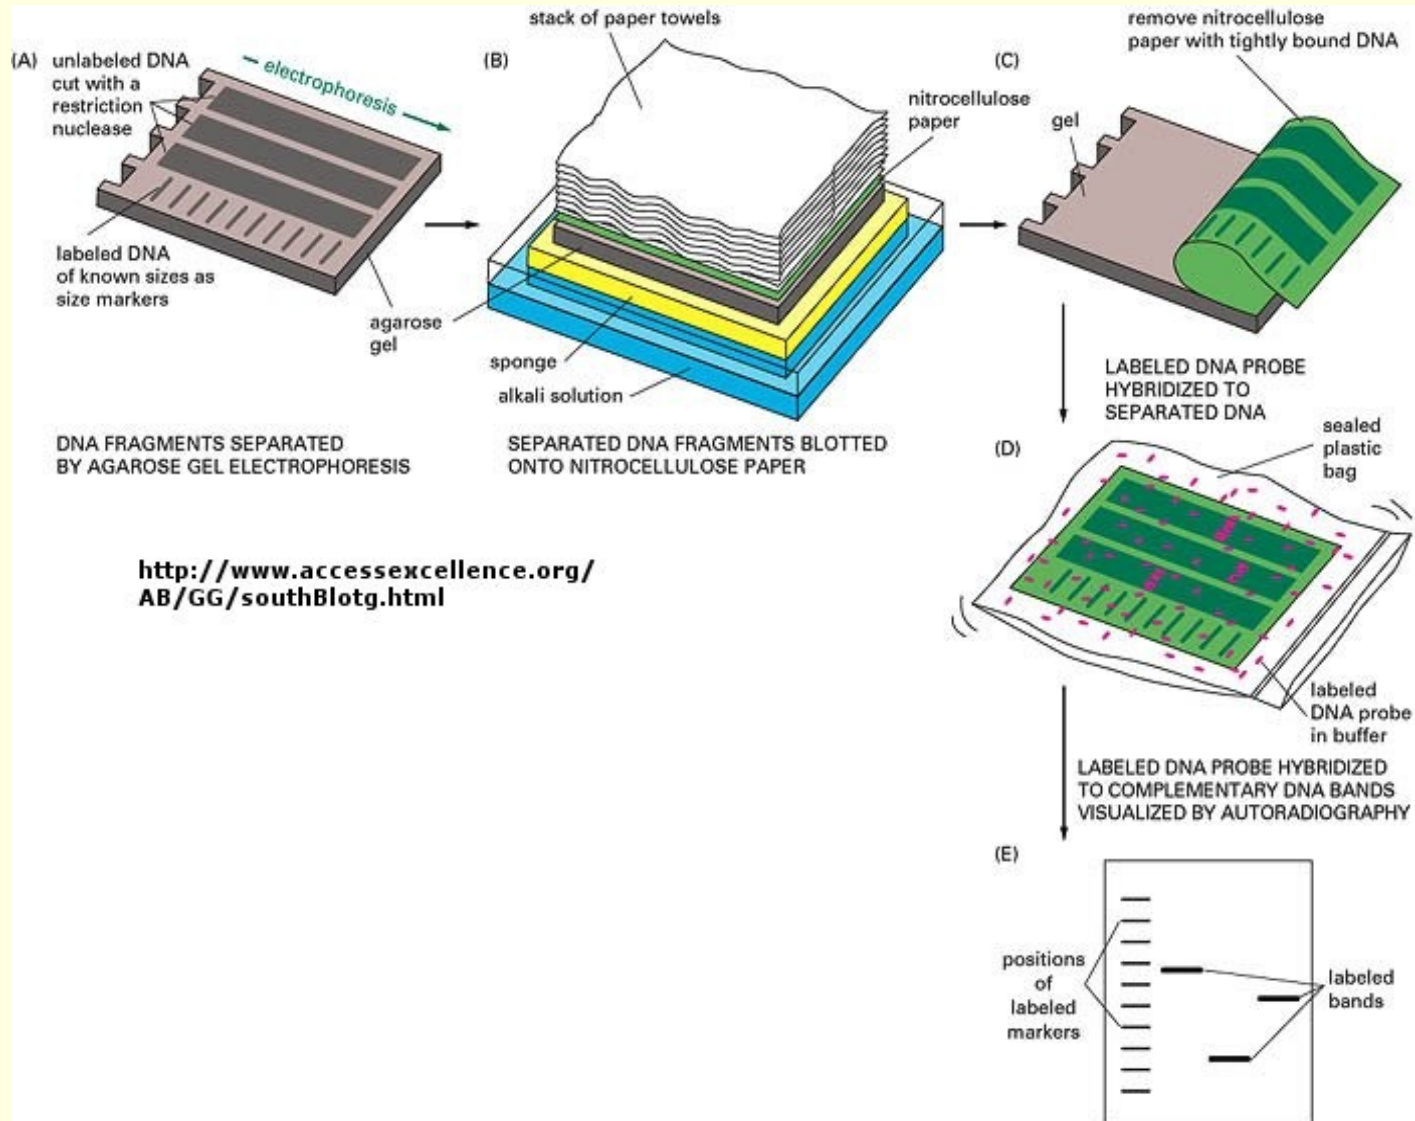 (A) unlabeled DNA
cut with a
restriction
nuclease
electrophoresis
labeled DNA
of known sizes as
size markers
agarose
gel
DNA FRAGMENTS SEPARATED
BY AGAROSE GEL ELECTROPHORESIS
(B)
stack of paper towels
nitrocellulose
paper
sponge
alkali solution
SEPARATED DNA FRAGMENTS BLOTTED
ONTO NITROCELLULOSE PAPER
(C)
remove nitrocellulose
paper with tightly bound DNA
gel
LABELED DNA PROBE
HYBRIDIZED TO
SEPARATED DNA
(D)
sealed
plastic
bag
labeled
DNA probe
in buffer
LABELED DNA PROBE HYBRIDIZED
TO COMPLEMENTARY DNA BANDS
VISUALIZED BY AUTORADIOGRAPHY
(E)
positions
of
labeled
markers
labeled
bands
http://www.accessexcellence.org/
AB/GG/southBlotg.html